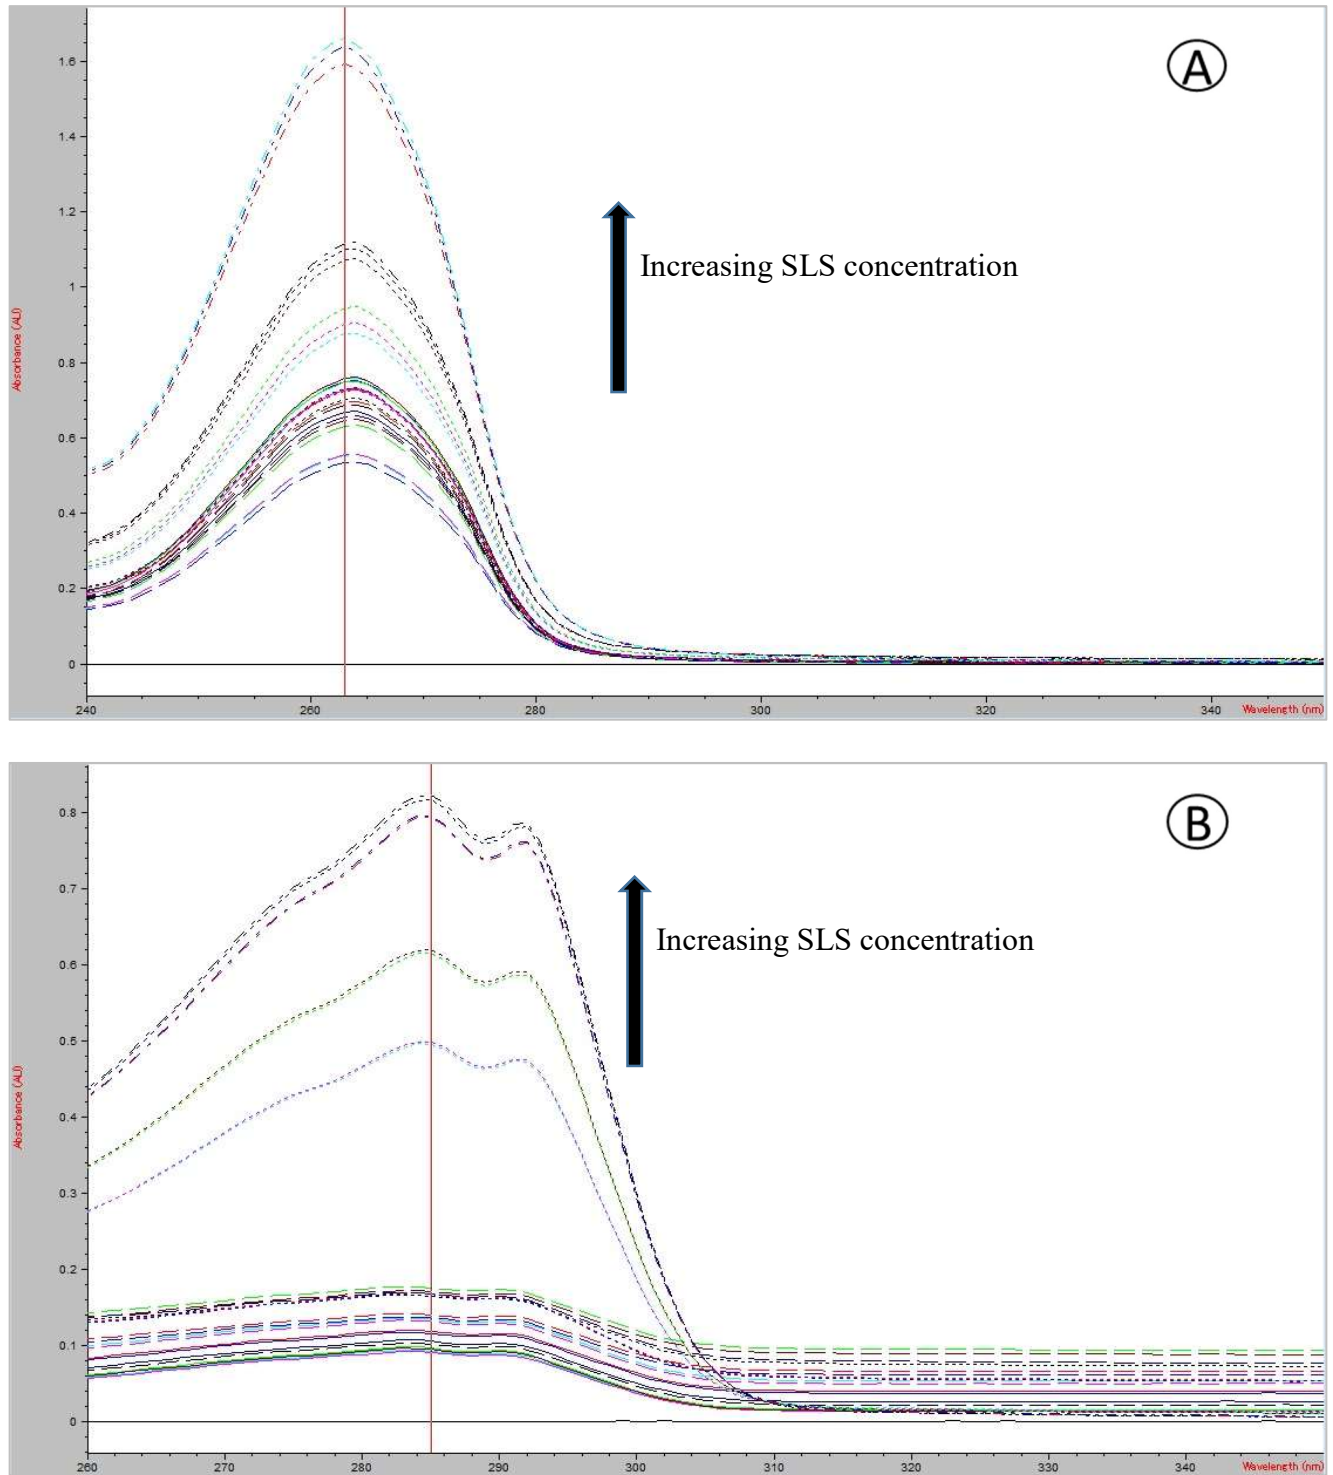 A
1.6
1.4
1.2
Increasing SLS concentration
1
Absorbance (AU)
0.8
0.6
0.4
0.2
0
240 260 280 300 320 340 Wavelength (nm)
B
0.8
0.7
Increasing SLS concentration
0.6
0.5
Absorbance (AU)
0.4
0.3
0.2
0.1
0
260 270 280 290 300 310 320 330 340 Wavelength (nm)